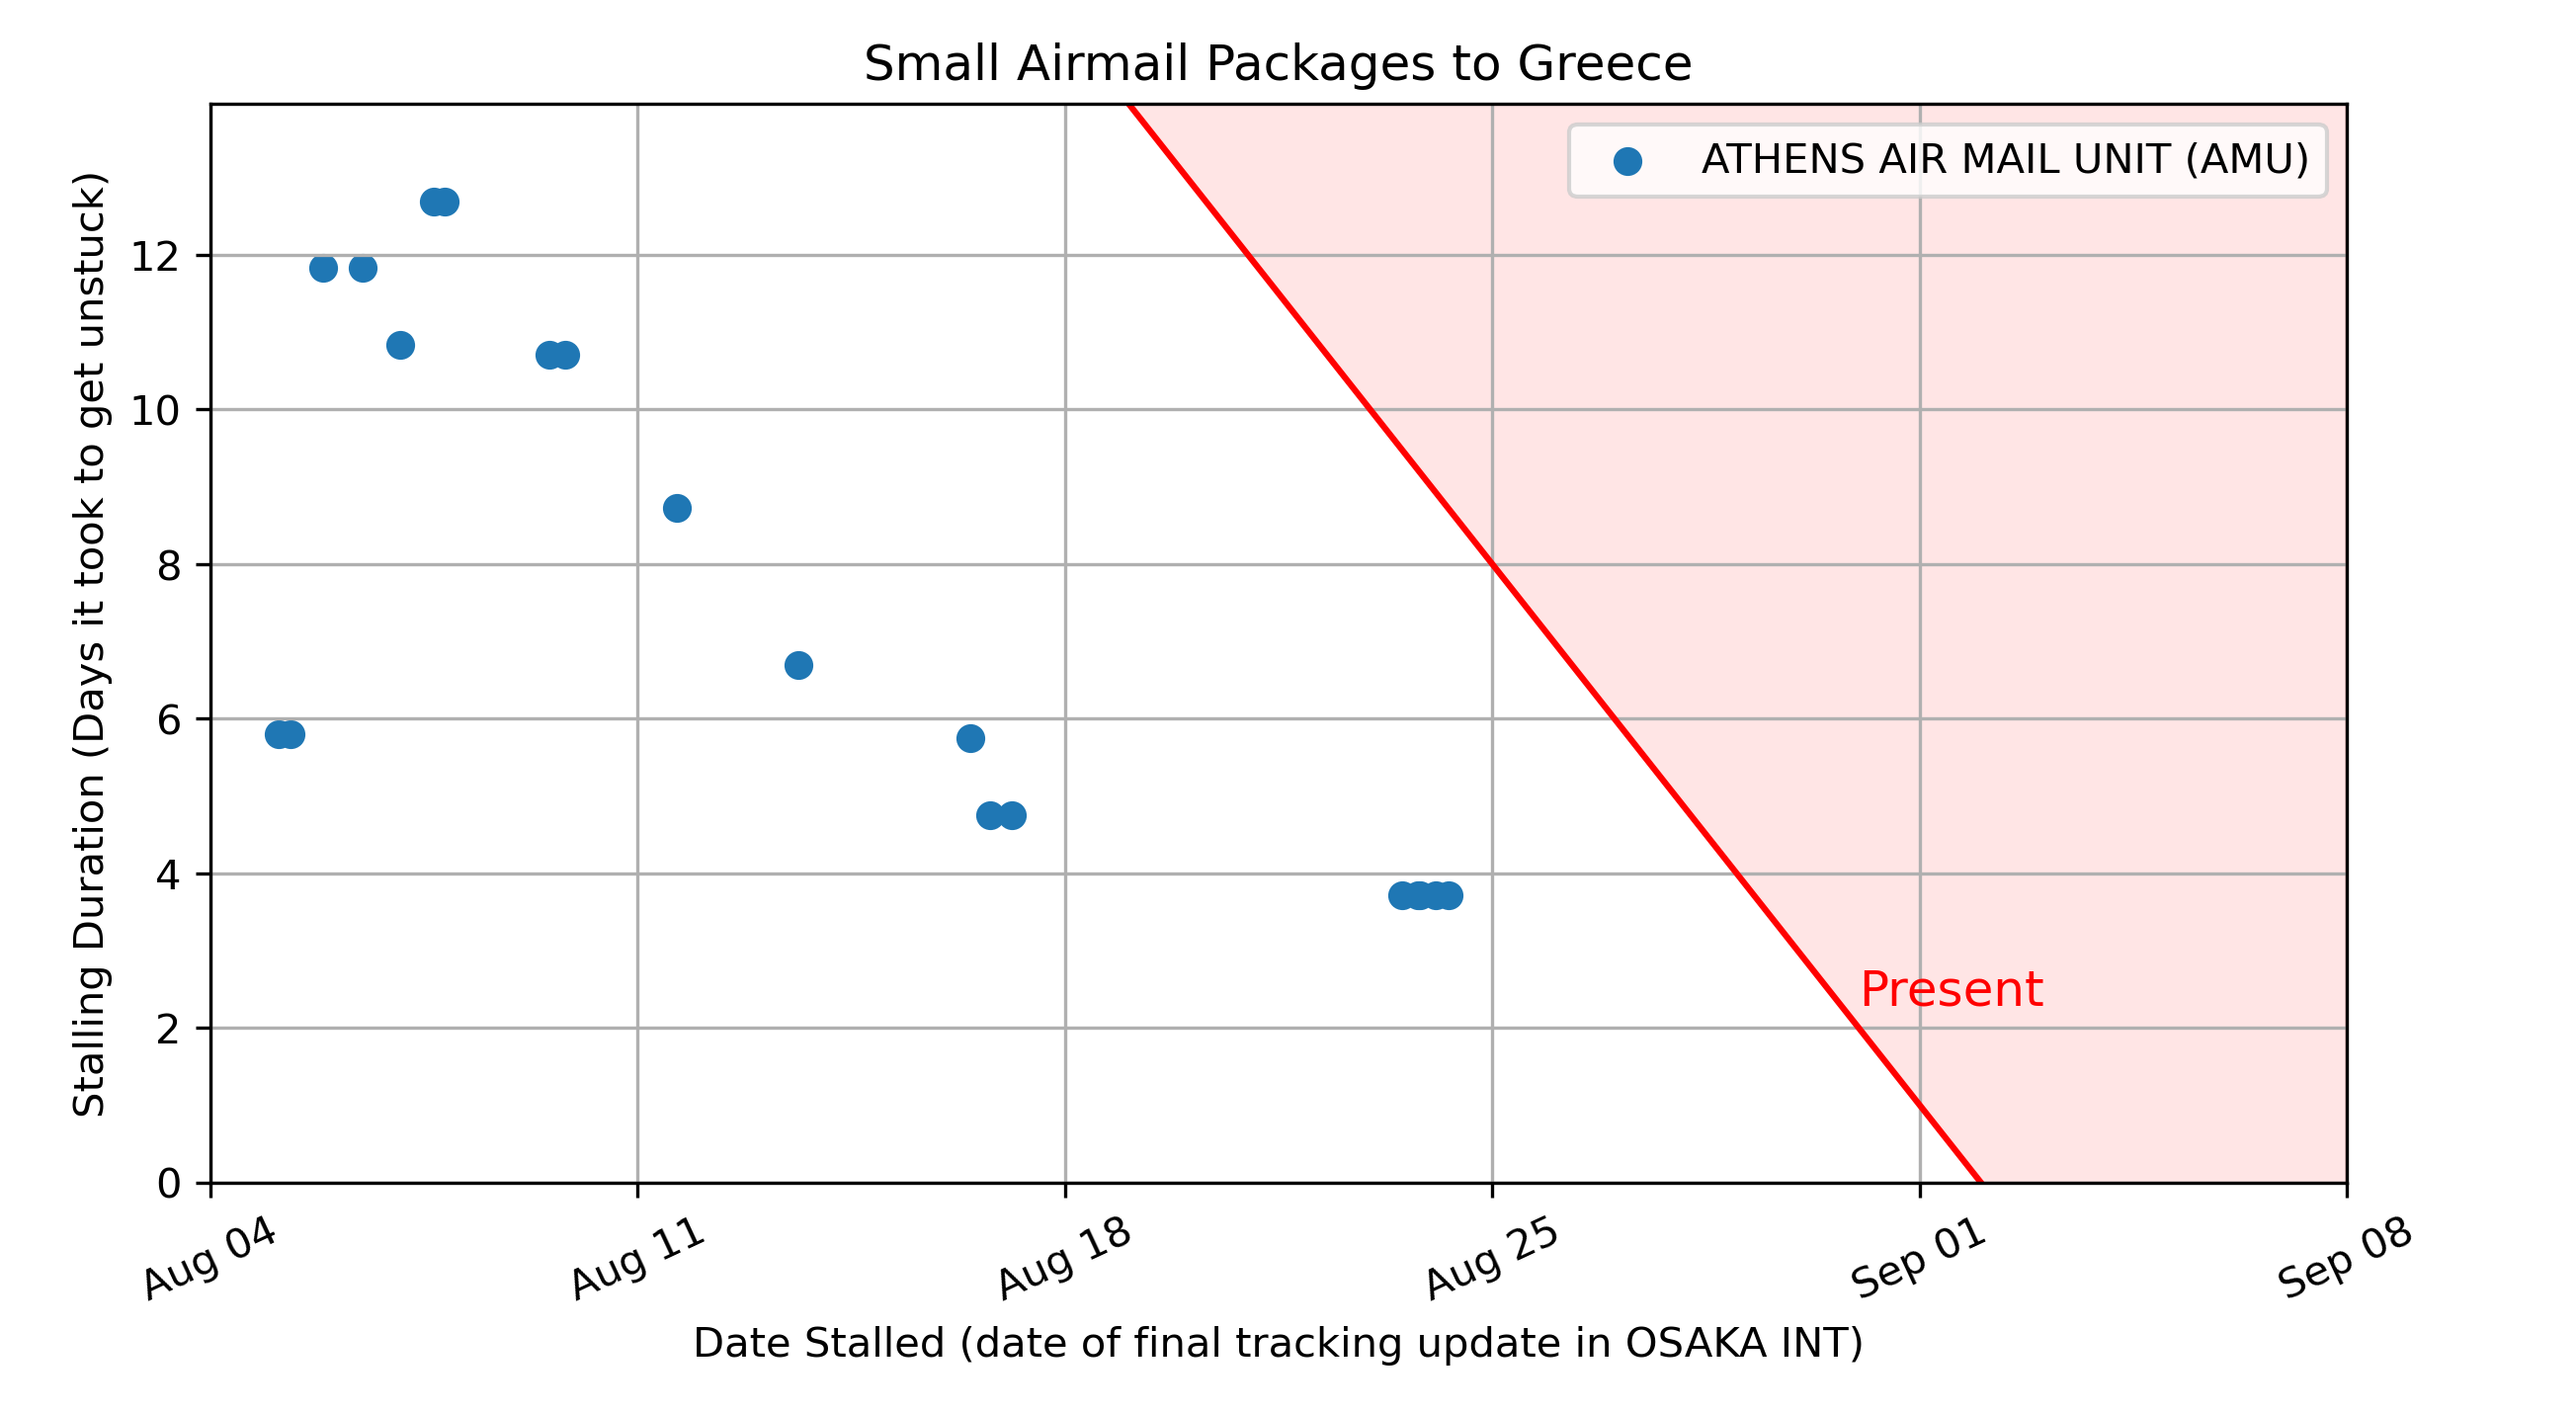 Small Airmail Packages to Greece
ATHENS AIR MAIL UNIT (AMU)
Stalling Duration (Days it took to get unstuck)
12
10
8
6
4
2
0
Present
Aug 04
Aug 11
Aug 18
Aug 25
Sep 01
Sep 08
Date Stalled (date of final tracking update in OSAKA INT)